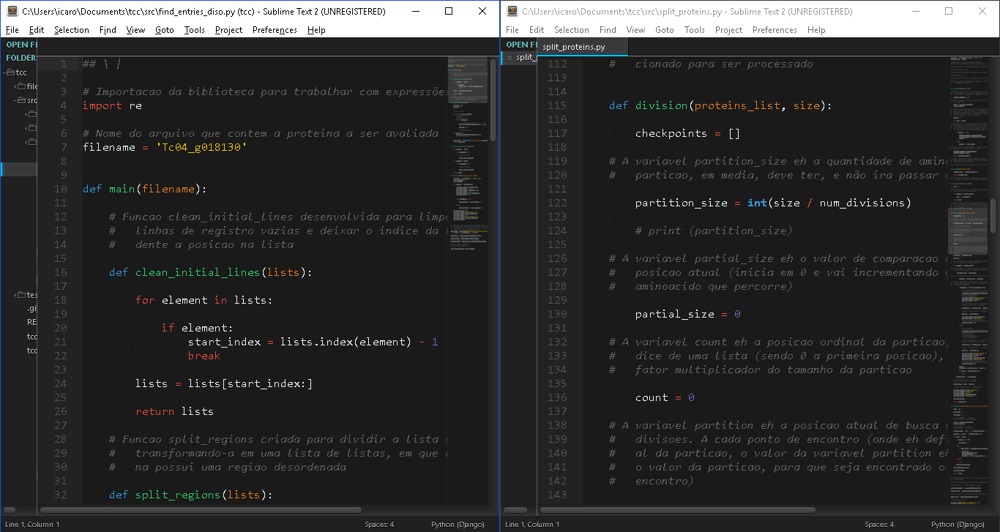 C:\Users\icaro\Documents\tcc\src\find_entries_diso.py (tcc) - Sublime Text 2 (UNREGISTERED)
File Edit Selection Find View Goto Tools Project Preferences Help
OPEN FI
FOLDER
tcc
file
src
tes
.gi
RE
tcc
tcc
1 ## \ /
2
3 # Importacao da biblioteca para trabalhar com expressões
4 import re
5
6 # Nome do arquivo que contem a proteina a ser avaliada
7 filename = 'Tc04_g018130'
8
9
10 def main(filename):
11
12 # Funcao clean_initial_lines desenvolvida para limpa
13 # linhas de registro vazias e deixar o indice da
14 # dente a posicao na lista
15
16 def clean_initial_lines(lists):
17
18 for element in lists:
19
20 if element:
21 start_index = lists.index(element) - 1
22 break
23
24 lists = lists[start_index:]
25
26 return lists
27
28 # Funcao split_regions criada para dividir a lista
29 # transformando-a em uma lista de listas, em que
30 # na possui uma regiao desordenada
31
32 def split_regions(lists):
Line 1, Column 1
Spaces: 4
Python (Django)
C:\Users\icaro\Documents\tcc\src\split_proteins.py - Sublime Text 2 (UNREGISTERED)
File Edit Selection Find View Goto Tools Project Preferences Help
OPEN FI
split_
split_proteins.py
112 # cionado para ser processado
113
114
115 def division(proteins_list, size):
116
117 checkpoints = []
118
119 # A variavel partition_size eh a quantidade de amino
120 # particao, em media, deve ter, e não ira passar
121
122 partition_size = int(size / num_divisions)
123
124 # print (partition_size)
125
126 # A variavel partial_size eh o valor de comparacao
127 # posicao atual (inicia em 0 e vai incrementando
128 # aminoacido que percorre)
129
130 partial_size = 0
131
132 # A variavel count eh a posicao ordinal da particao,
133 # dice de uma lista (sendo 0 a primeira posicao),
134 # fator multiplicador do tamanho da particao
135
136 count = 0
137
138 # A variavel partition eh a posicao atual de busca
139 # divisoes. A cada ponto de encontro (onde eh def
140 # al da particao, o valor da variavel partition eh
141 # o valor da particao, para que seja encontrado o
142 # encontro)
143
Line 1, Column 1
Spaces: 4
Python (Django)